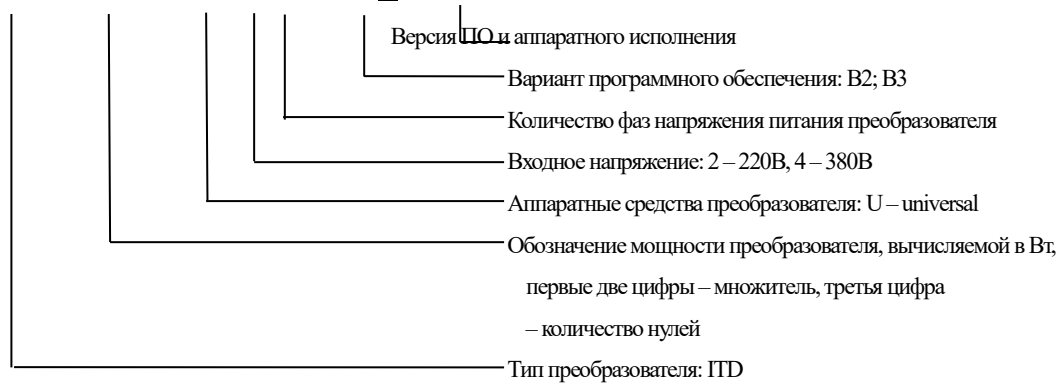 Версия ПО и аппаратного исполнения
Вариант программного обеспечения: B2; B3
Количество фаз напряжения питания преобразователя
Входное напряжение: 2 – 220В, 4 – 380В
Аппаратные средства преобразователя: U – universal
Обозначение мощности преобразователя, вычисляемой в Вт,
первые две цифры – множитель, третья цифра
– количество нулей
Тип преобразователя: ITD